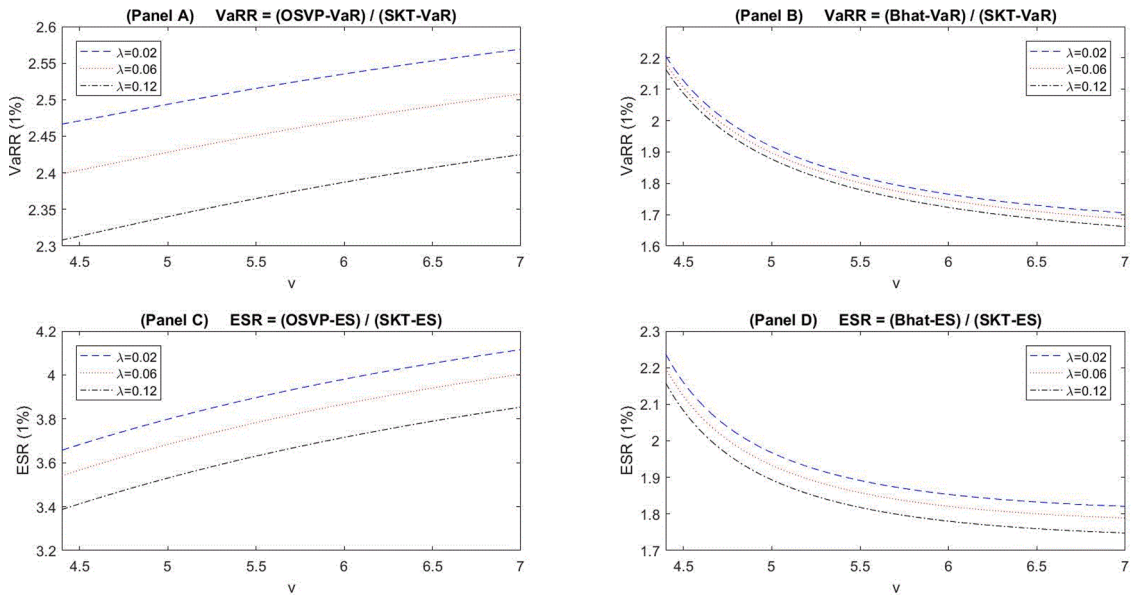 (Panel A) VaRR = (OSVP-VaR) / (SKT-VaR)
2.6
2.55
2.5
2.45
2.4
2.35
2.3
VaRR (1%)
λ=0.02
λ=0.06
λ=0.12
4.5 5 5.5 6 6.5 7
v
(Panel B) VaRR = (Bhat-VaR) / (SKT-VaR)
2.2
2.1
2
1.9
1.8
1.7
1.6
VaRR (1%)
λ=0.02
λ=0.06
λ=0.12
4.5 5 5.5 6 6.5 7
v
(Panel C) ESR = (OSVP-ES) / (SKT-ES)
4.2
4
3.8
3.6
3.4
3.2
ESR (1%)
λ=0.02
λ=0.06
λ=0.12
4.5 5 5.5 6 6.5 7
v
(Panel D) ESR = (Bhat-ES) / (SKT-ES)
2.3
2.2
2.1
2
1.9
1.8
1.7
ESR (1%)
λ=0.02
λ=0.06
λ=0.12
4.5 5 5.5 6 6.5 7
v